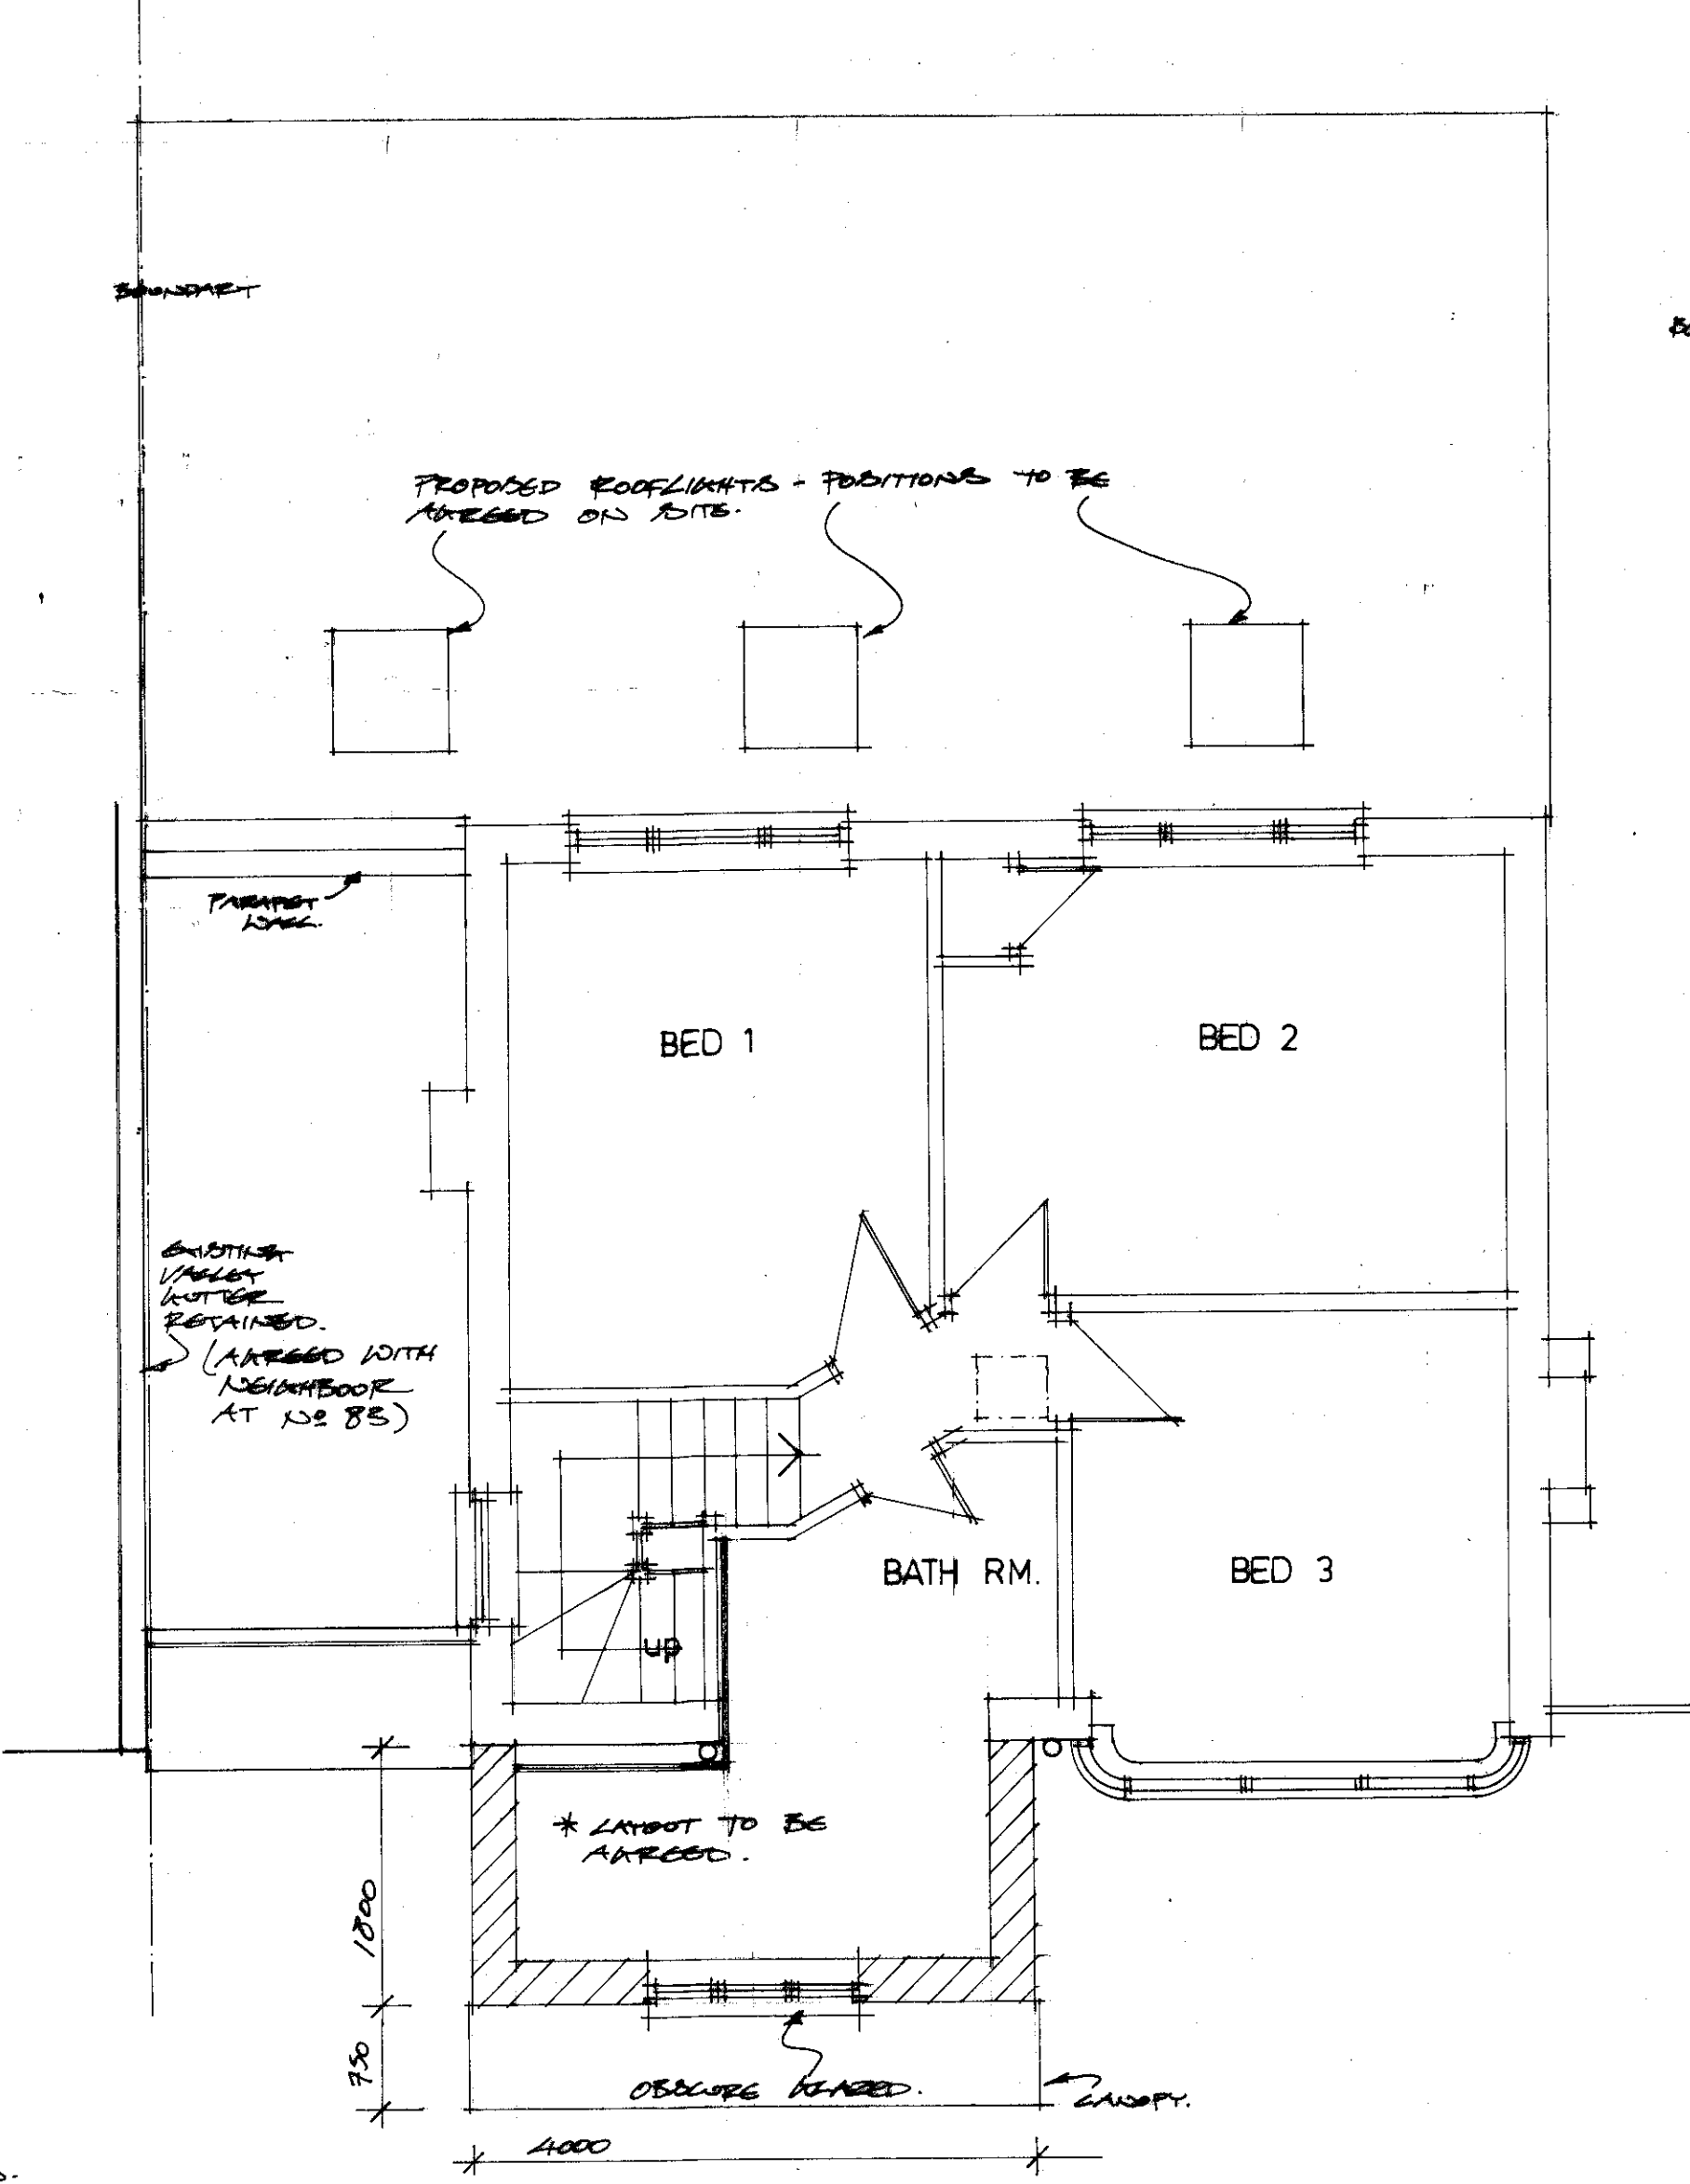 BOUNDARY
PROPOSED ROOFLIGHTS - POSITIONS TO BE
AGREED ON SITE.
PARAPET
WALL.
BED 1
BED 2
EXISTING
VALLEY
GUTTER
RETAINED.
(AGREED WITH
NEIGHBOUR
AT No 83)
BATH RM.
BED 3
up
* LAYOUT TO BE
AGREED.
1800
750
OBSCURE GLAZED.
CANOPY.
4000